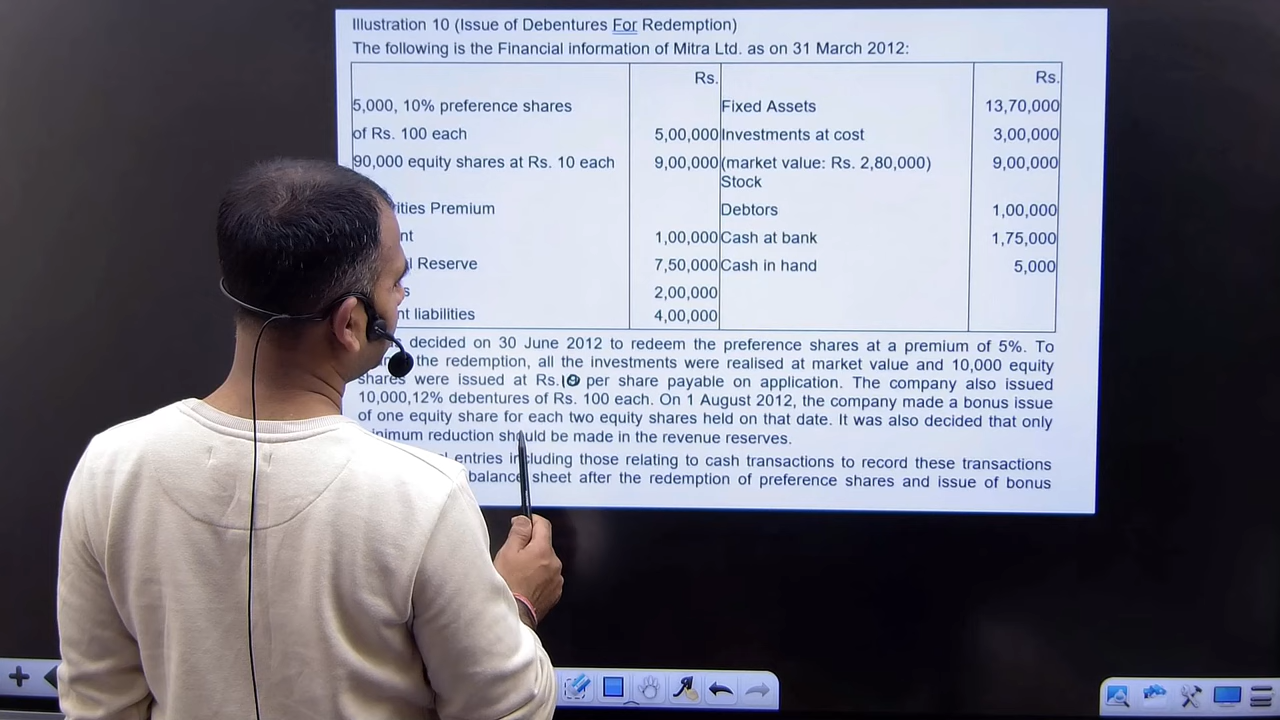 Illustration 10 (Issue of Debentures For Redemption)
The following is the Financial information of Mitra Ltd. as on 31 March 2012:
Rs. Rs.
5,000, 10% preference shares Fixed Assets 13,70,000
of Rs. 100 each 5,00,000 Investments at cost 3,00,000
90,000 equity shares at Rs. 10 each 9,00,000 (market value: Rs. 2,80,000) 9,00,000
Stock
Premium Debtors 1,00,000
1,00,000 Cash at bank 1,75,000
Reserve 7,50,000 Cash in hand 5,000
2,00,000
liabilities 4,00,000
decided on 30 June 2012 to redeem the preference shares at a premium of 5%. To
the redemption, all the investments were realised at market value and 10,000 equity
shares were issued at Rs.10 per share payable on application. The company also issued
10,000,12% debentures of Rs. 100 each. On 1 August 2012, the company made a bonus issue
of one equity share for each two equity shares held on that date. It was also decided that only
minimum reduction should be made in the revenue reserves.
entries including those relating to cash transactions to record these transactions
balance sheet after the redemption of preference shares and issue of bonus